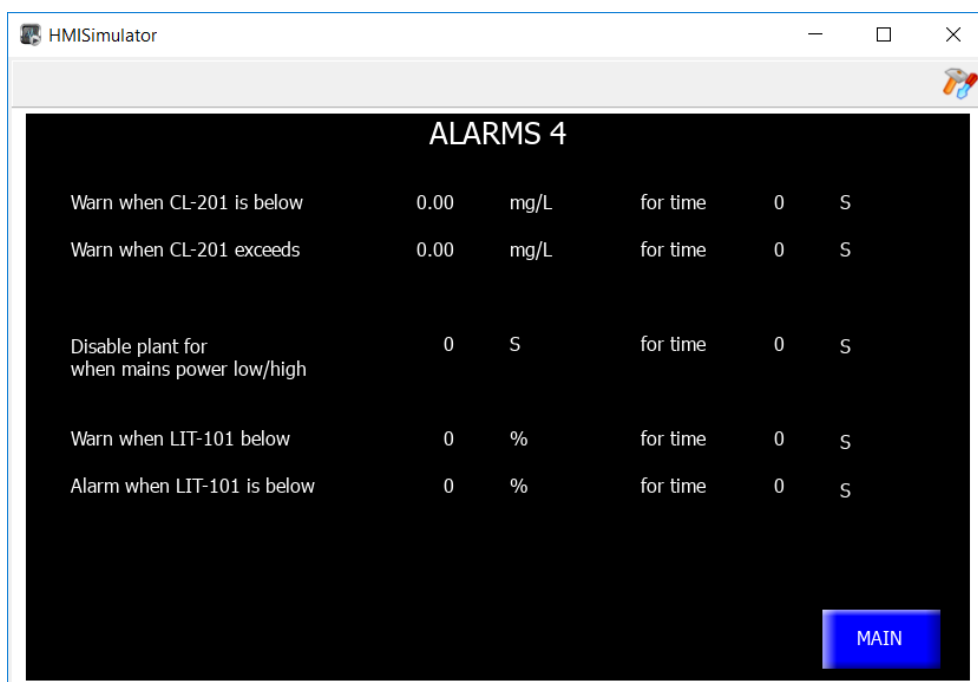 HMISimulator
ALARMS 4
Warn when CL-201 is below 0.00 mg/L for time 0 S
Warn when CL-201 exceeds 0.00 mg/L for time 0 S
Disable plant for 0 S for time 0 S
when mains power low/high
Warn when LIT-101 below 0 % for time 0 S
Alarm when LIT-101 is below 0 % for time 0 S
MAIN